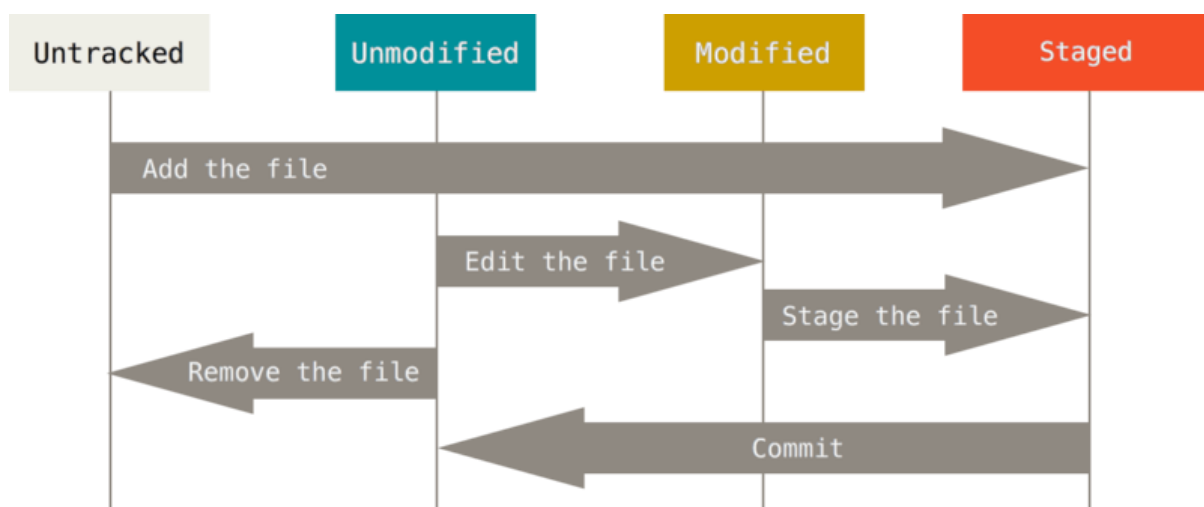 Untracked
Unmodified
Modified
Staged
Add the file
Edit the file
Stage the file
Remove the file
Commit